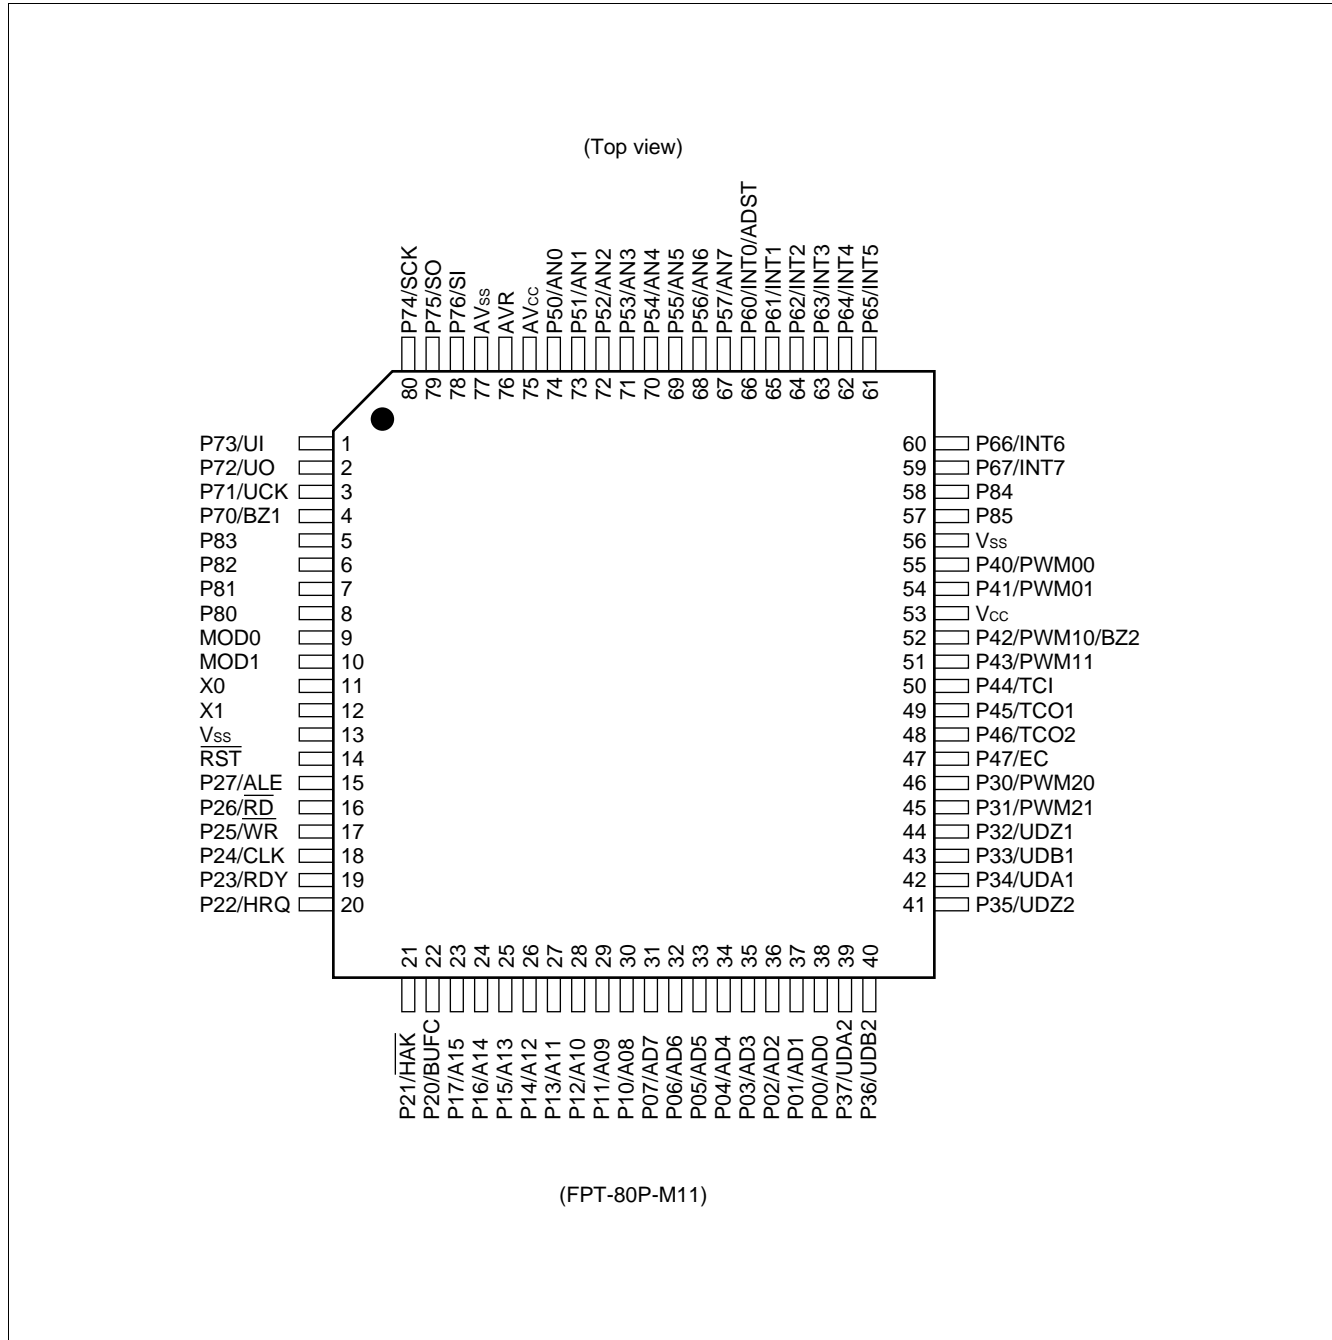 (Top view)
P74/SCK
P75/SO
P76/SI
AVss
AVR
AVcc
P50/AN0
P51/AN1
P52/AN2
P53/AN3
P54/AN4
P55/AN5
P56/AN6
P57/AN7
P60/INT0/ADST
P61/INT1
P62/INT2
P63/INT3
P64/INT4
P65/INT5
80
79
78
77
76
75
74
73
72
71
70
69
68
67
66
65
64
63
62
61
P73/UI 1
P72/UO 2
P71/UCK 3
P70/BZ1 4
P83 5
P82 6
P81 7
P80 8
MOD0 9
MOD1 10
X0 11
X1 12
Vss 13
R̅S̅T̅ 14
P27/ALE 15
P26/R̅D̅ 16
P25/W̅R̅ 17
P24/CLK 18
P23/RDY 19
P22/HRQ 20
60 P66/INT6
59 P67/INT7
58 P84
57 P85
56 Vss
55 P40/PWM00
54 P41/PWM01
53 Vcc
52 P42/PWM10/BZ2
51 P43/PWM11
50 P44/TCI
49 P45/TCO1
48 P46/TCO2
47 P47/EC
46 P30/PWM20
45 P31/PWM21
44 P32/UDZ1
43 P33/UDB1
42 P34/UDA1
41 P35/UDZ2
21
22
23
24
25
26
27
28
29
30
31
32
33
34
35
36
37
38
39
40
P21/H̅A̅K̅
P20/BUFC
P17/A15
P16/A14
P15/A13
P14/A12
P13/A11
P12/A10
P11/A09
P10/A08
P07/AD7
P06/AD6
P05/AD5
P04/AD4
P03/AD3
P02/AD2
P01/AD1
P00/AD0
P37/UDA2
P36/UDB2
(FPT-80P-M11)